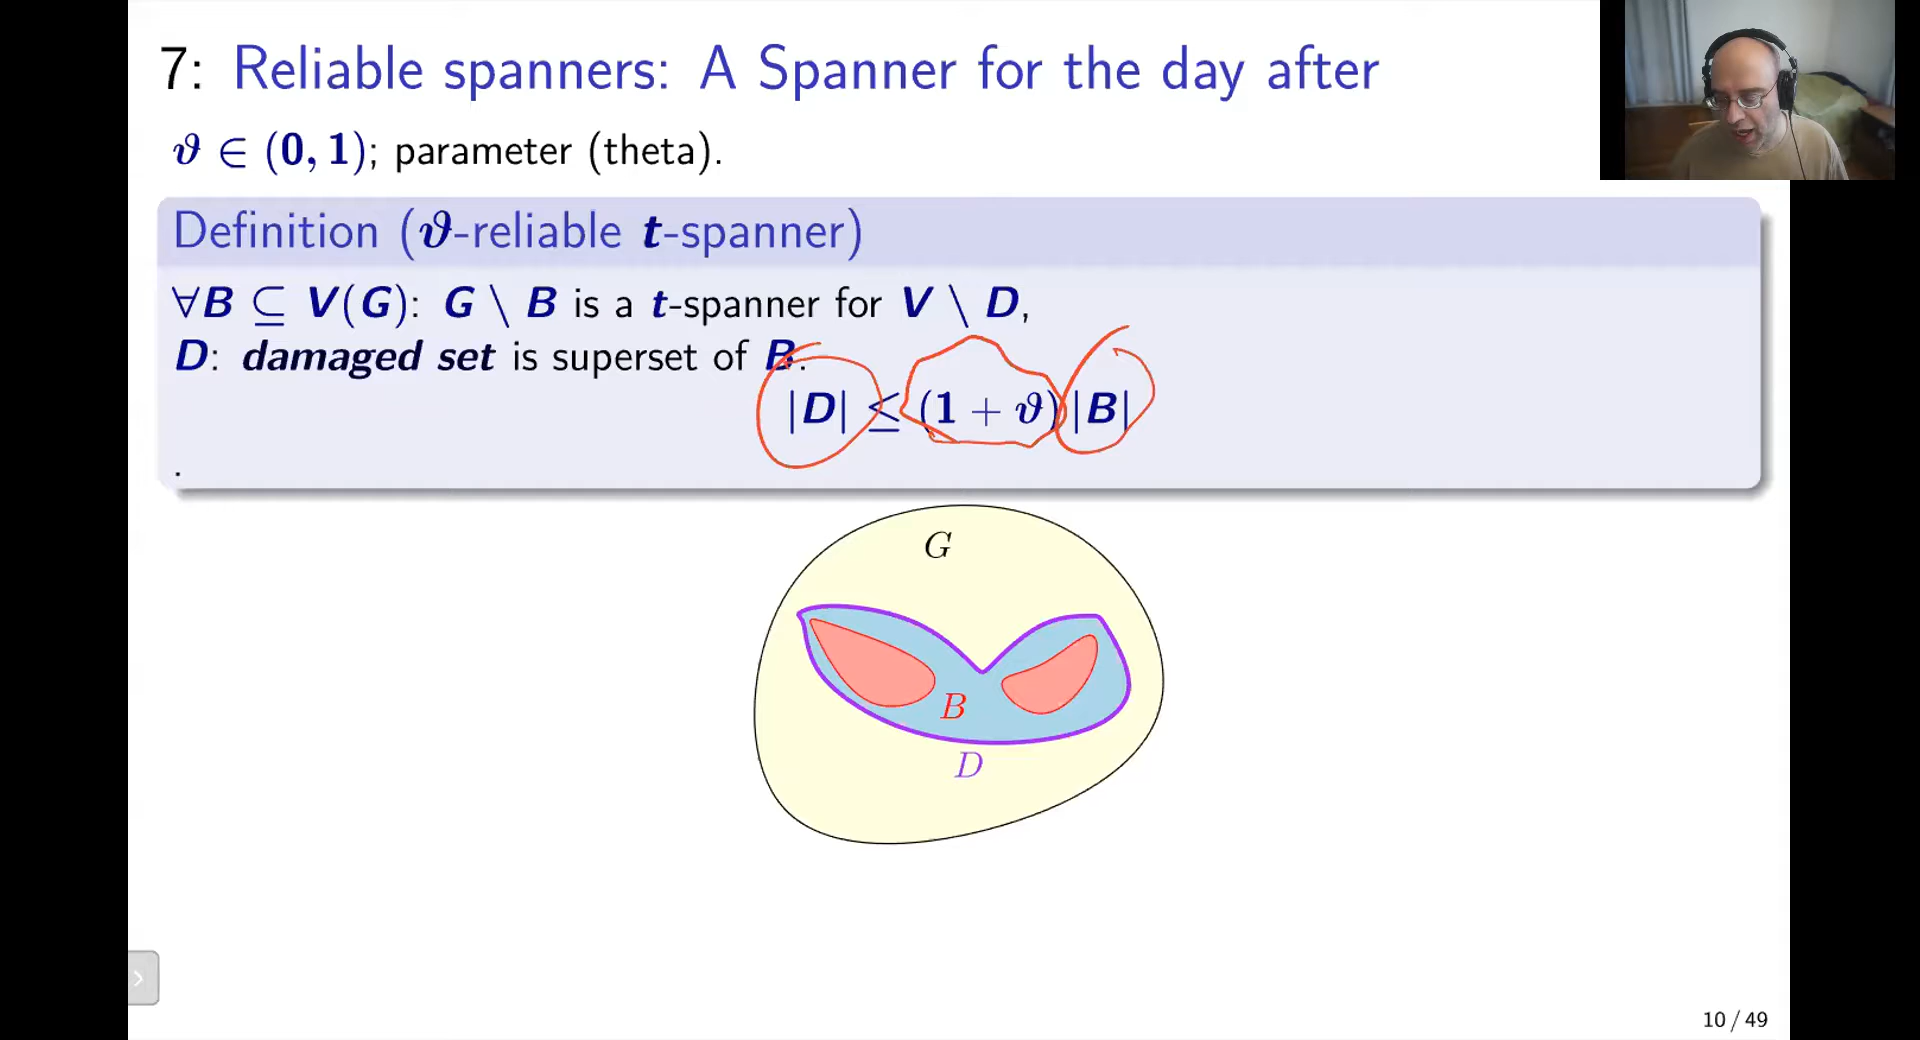 7: Reliable spanners: A Spanner for the day after
ϑ ∈ (0, 1); parameter (theta).
Definition (ϑ-reliable t-spanner)
∀B ⊆ V(G): G \ B is a t-spanner for V \ D,
D: damaged set is superset of B.
|D| ≤ (1 + ϑ)|B|
.
G
B
D
10 / 49